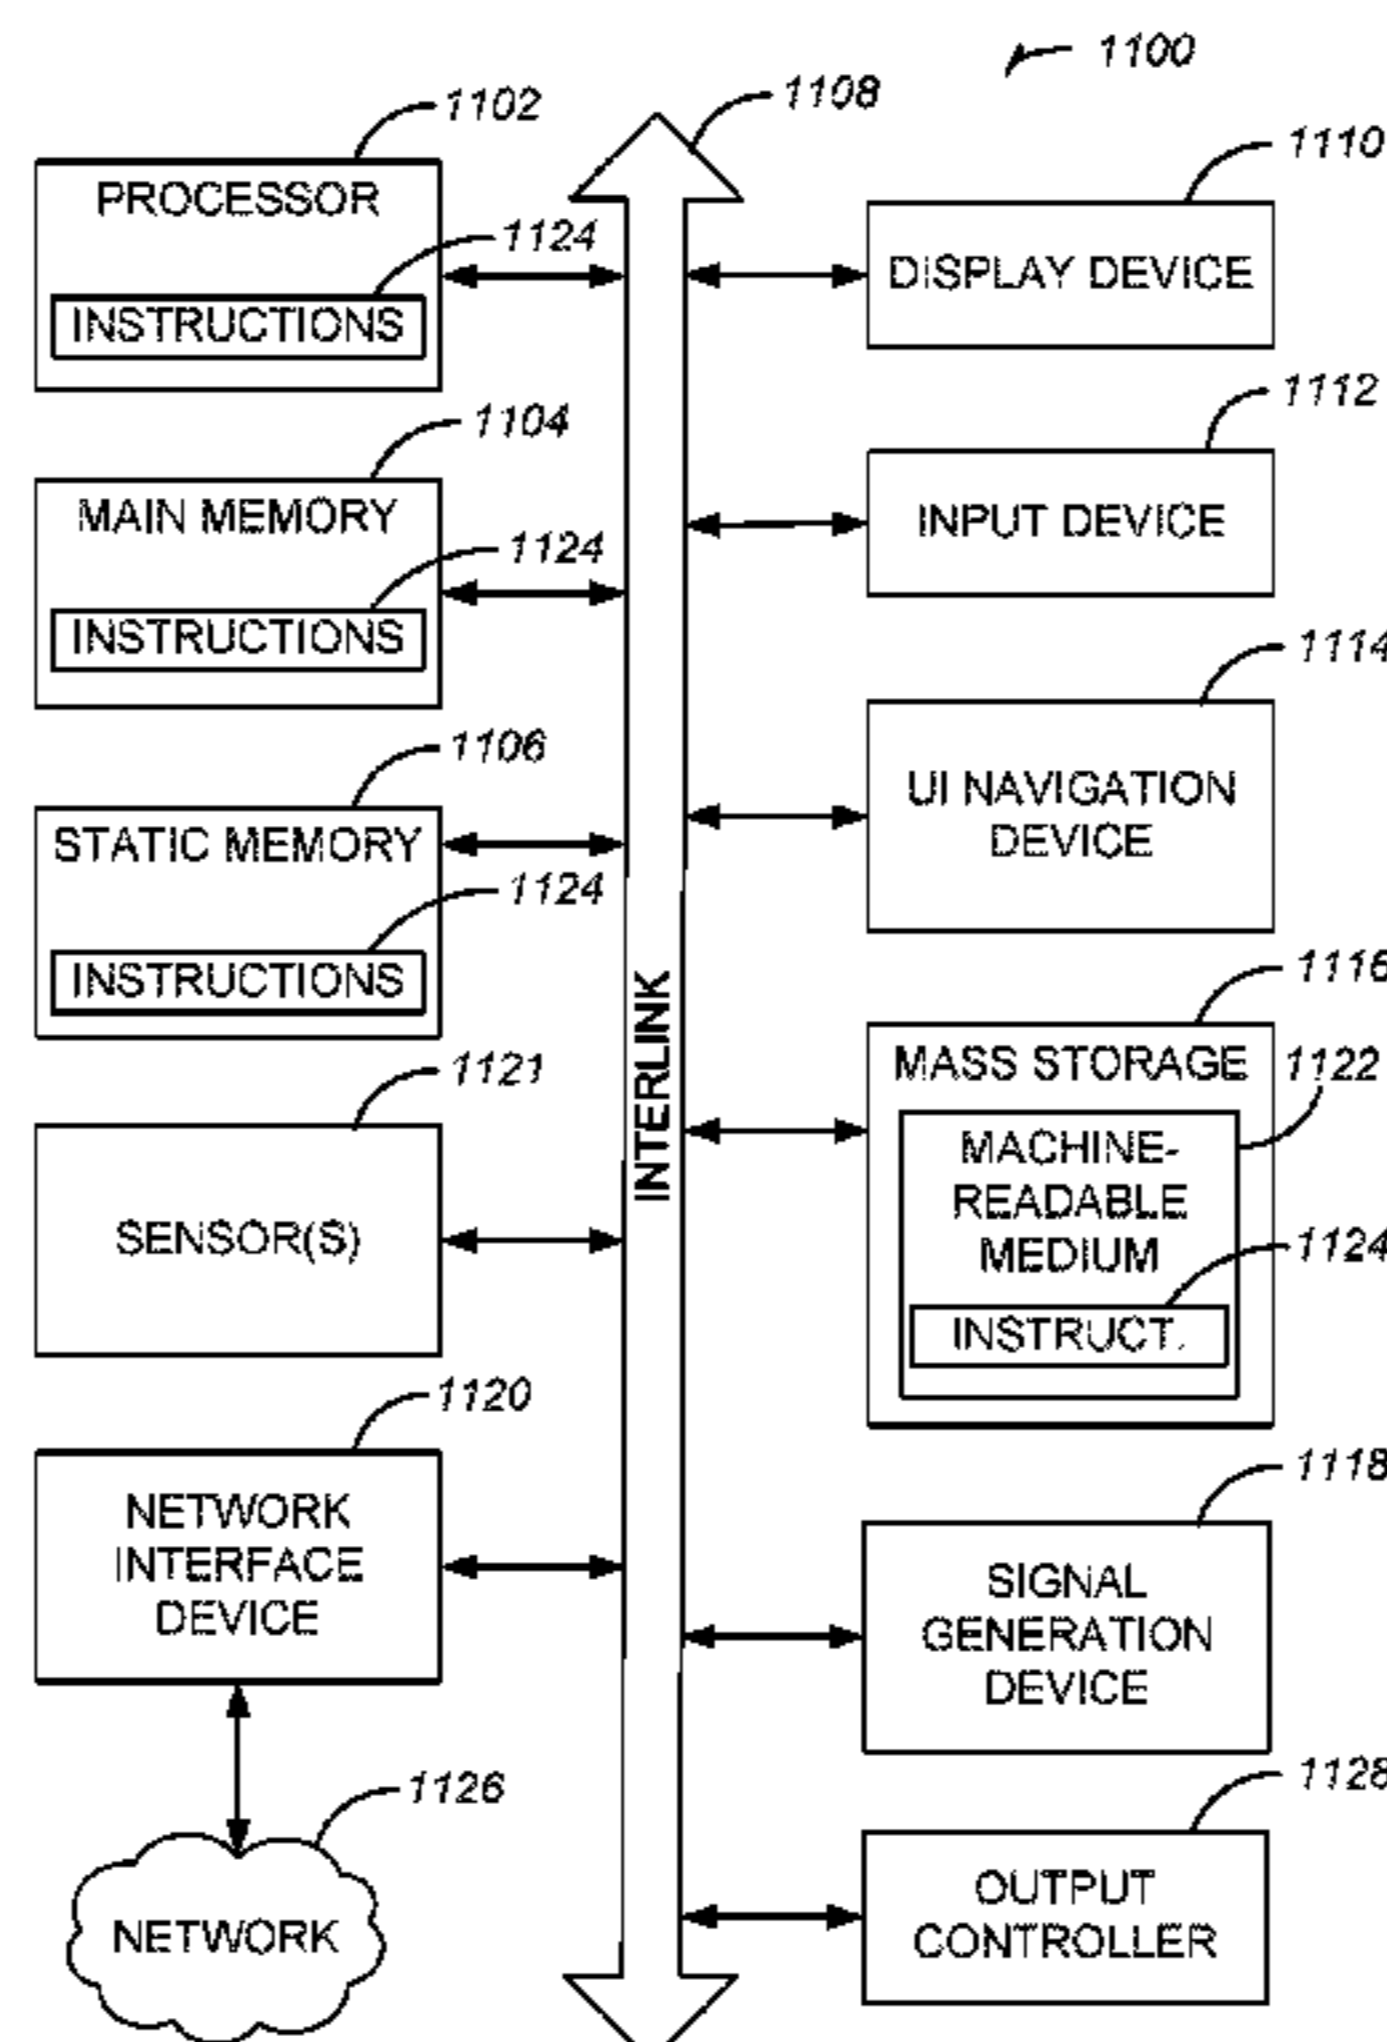 1100
1108
1102
PROCESSOR
1124
INSTRUCTIONS
1104
MAIN MEMORY
1124
INSTRUCTIONS
1106
STATIC MEMORY
1124
INSTRUCTIONS
1121
SENSOR(S)
1120
NETWORK
INTERFACE
DEVICE
1126
NETWORK
INTERLINK
1110
DISPLAY DEVICE
1112
INPUT DEVICE
1114
UI NAVIGATION
DEVICE
1116
MASS STORAGE
1122
MACHINE-
READABLE
MEDIUM
1124
INSTRUCT.
1118
SIGNAL
GENERATION
DEVICE
1128
OUTPUT
CONTROLLER